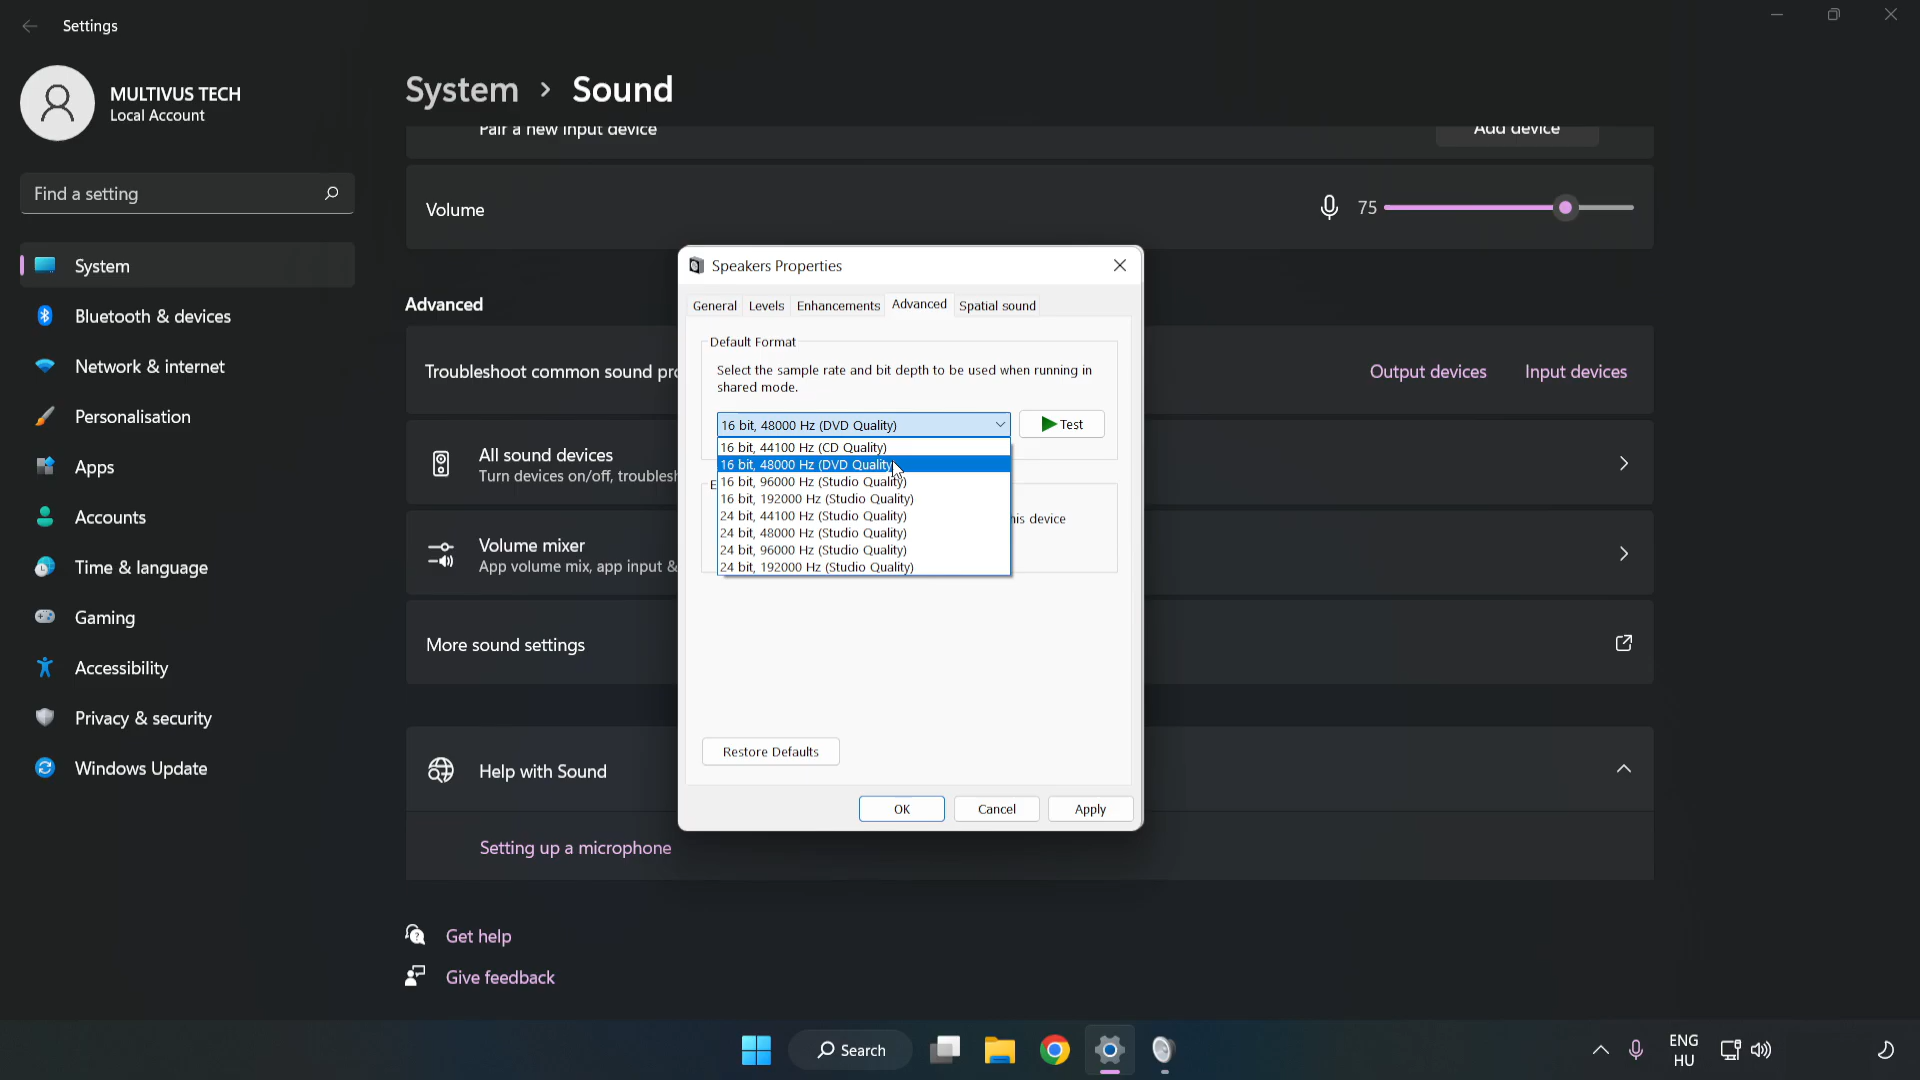 Settings
MULTIVUS TECH
Local Account
Find a setting
System
Bluetooth & devices
Network & internet
Personalisation
Apps
Accounts
Time & language
Gaming
Accessibility
Privacy & security
Windows Update
System > Sound
Pair a new input device
Add device
Volume
75
Advanced
Troubleshoot common sound pro
Output devices
Input devices
All sound devices
Turn devices on/off, troublesh
Volume mixer
App volume mix, app input &
More sound settings
Help with Sound
Setting up a microphone
Get help
Give feedback
Speakers Properties
General Levels Enhancements Advanced Spatial sound
Default Format
Select the sample rate and bit depth to be used when running in
shared mode.
16 bit, 48000 Hz (DVD Quality)
Test
16 bit, 44100 Hz (CD Quality)
16 bit, 48000 Hz (DVD Quality
16 bit, 96000 Hz (Studio Quality)
16 bit, 192000 Hz (Studio Quality)
24 bit, 44100 Hz (Studio Quality)
24 bit, 48000 Hz (Studio Quality)
24 bit, 96000 Hz (Studio Quality)
24 bit, 192000 Hz (Studio Quality)
E
his device
Restore Defaults
OK
Cancel
Apply
Search
ENG
HU